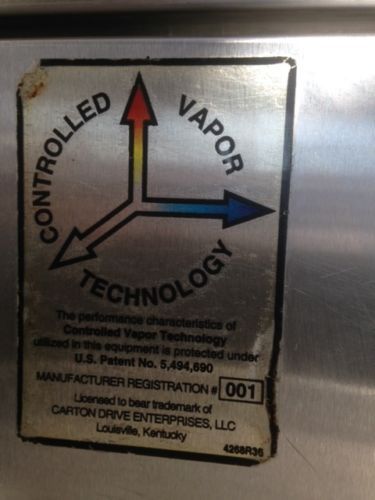 CONTROLLED
VAPOR
TECHNOLOGY
The performance characteristics of
Controlled Vapor Technology
utilized in this equipment is protected under
U.S. Patent No. 5,494,690
MANUFACTURER REGISTRATION # 001
Licensed to bear trademark of
CARTON DRIVE ENTERPRISES, LLC
Louisville, Kentucky
4268R36